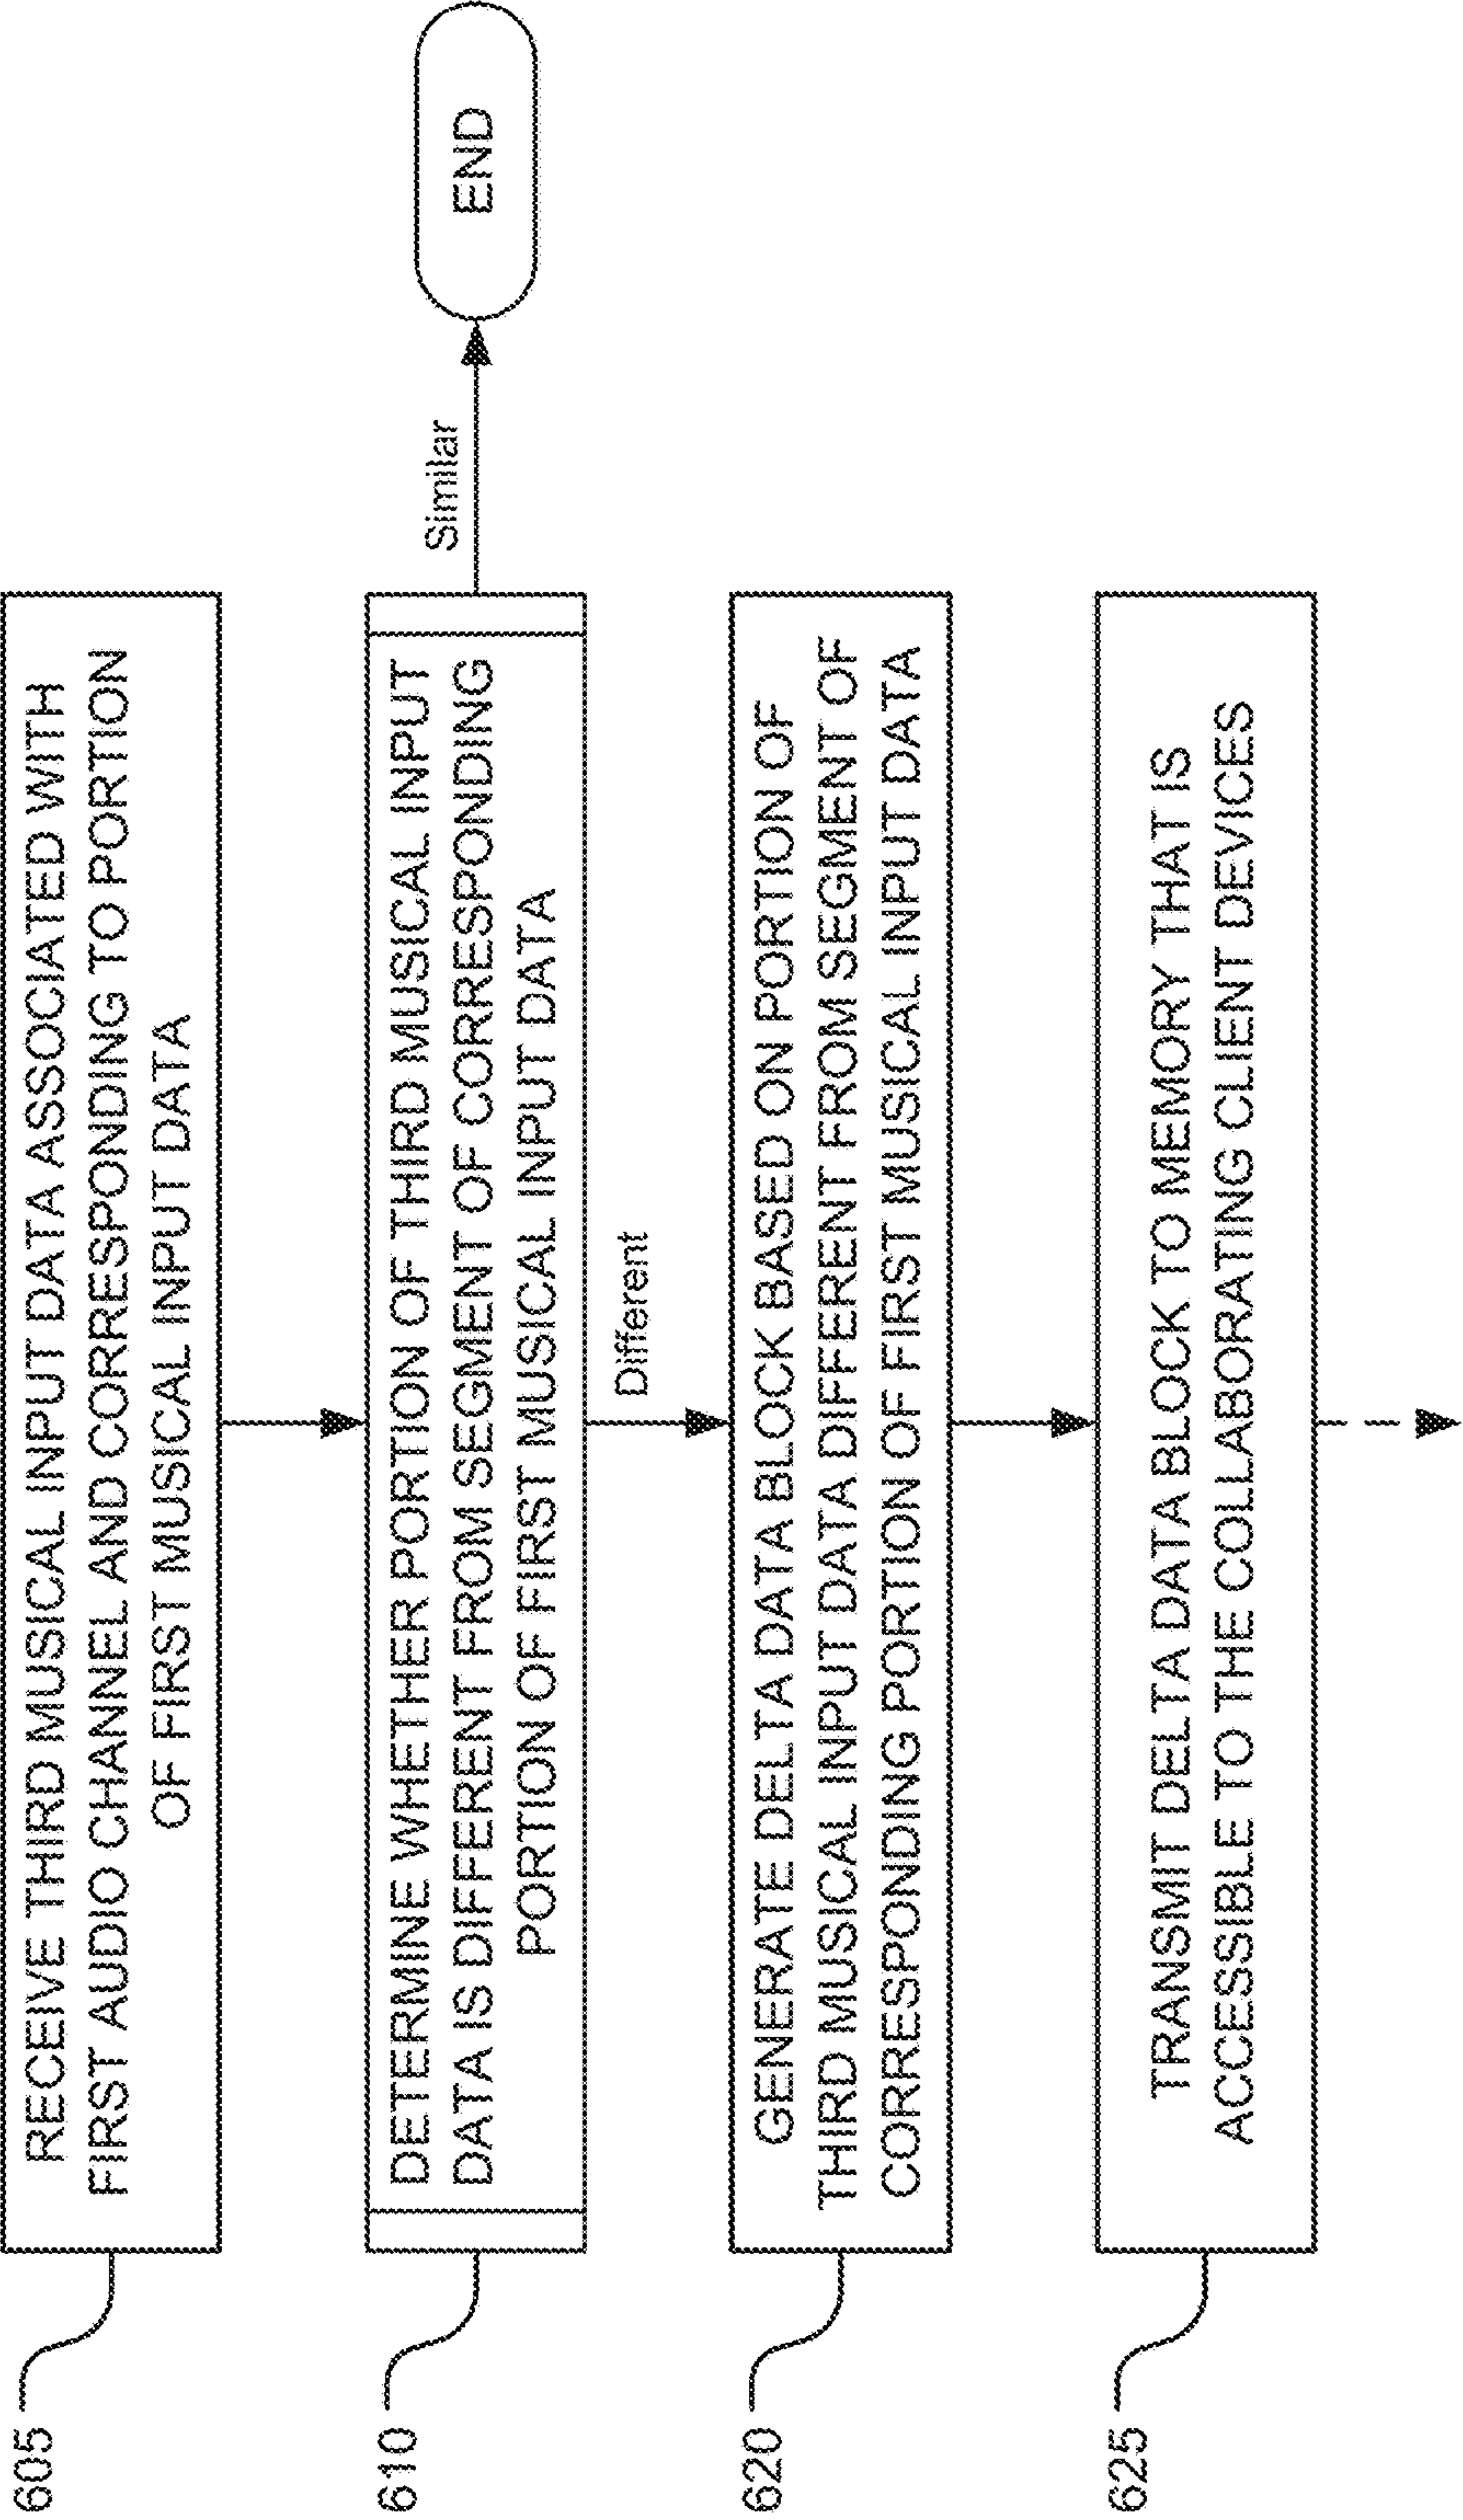 605
RECEIVE THIRD MUSICAL INPUT DATA ASSOCIATED WITH
FIRST AUDIO CHANNEL AND CORRESPONDING TO PORTION
OF FIRST MUSICAL INPUT DATA
610
DETERMINE WHETHER PORTION OF THIRD MUSICAL INPUT
DATA IS DIFFERENT FROM SEGMENT OF CORRESPONDING
PORTION OF FIRST MUSICAL INPUT DATA
Similar
END
Different
620
GENERATE DELTA DATA BLOCK BASED ON PORTION OF
THIRD MUSICAL INPUT DATA DIFFERENT FROM SEGMENT OF
CORRESPONDING PORTION OF FIRST MUSICAL INPUT DATA
625
TRANSMIT DELTA DATA BLOCK TO MEMORY THAT IS
ACCESSIBLE TO THE COLLABORATING CLIENT DEVICES